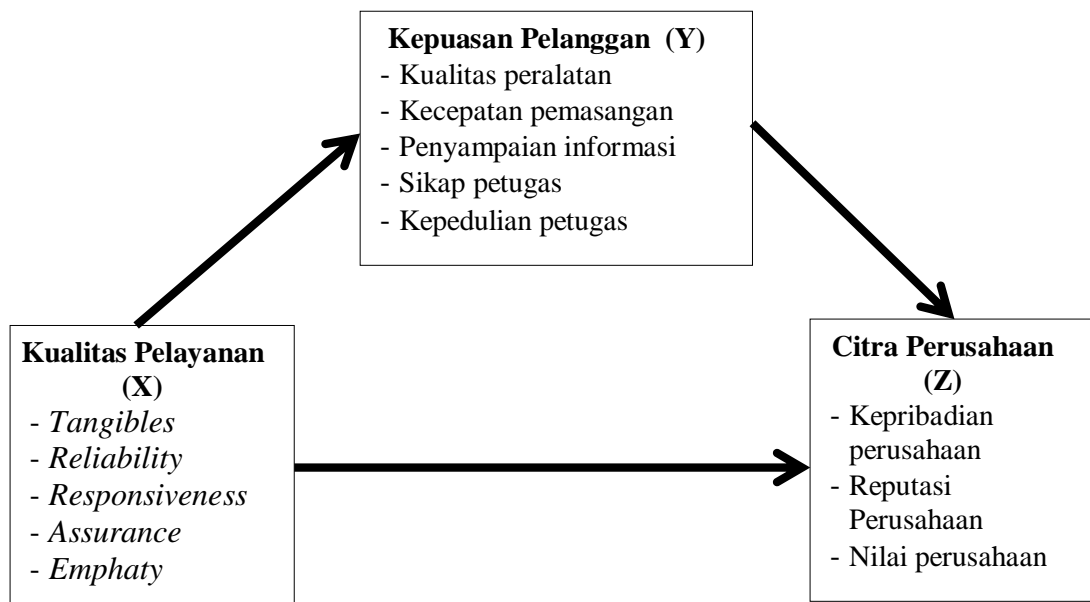 Kepuasan Pelanggan (Y)
- Kualitas peralatan
- Kecepatan pemasangan
- Penyampaian informasi
- Sikap petugas
- Kepedulian petugas
Kualitas Pelayanan
(X)
- Tangibles
- Reliability
- Responsiveness
- Assurance
- Emphaty
Citra Perusahaan
(Z)
- Kepribadian
perusahaan
- Reputasi
Perusahaan
- Nilai perusahaan